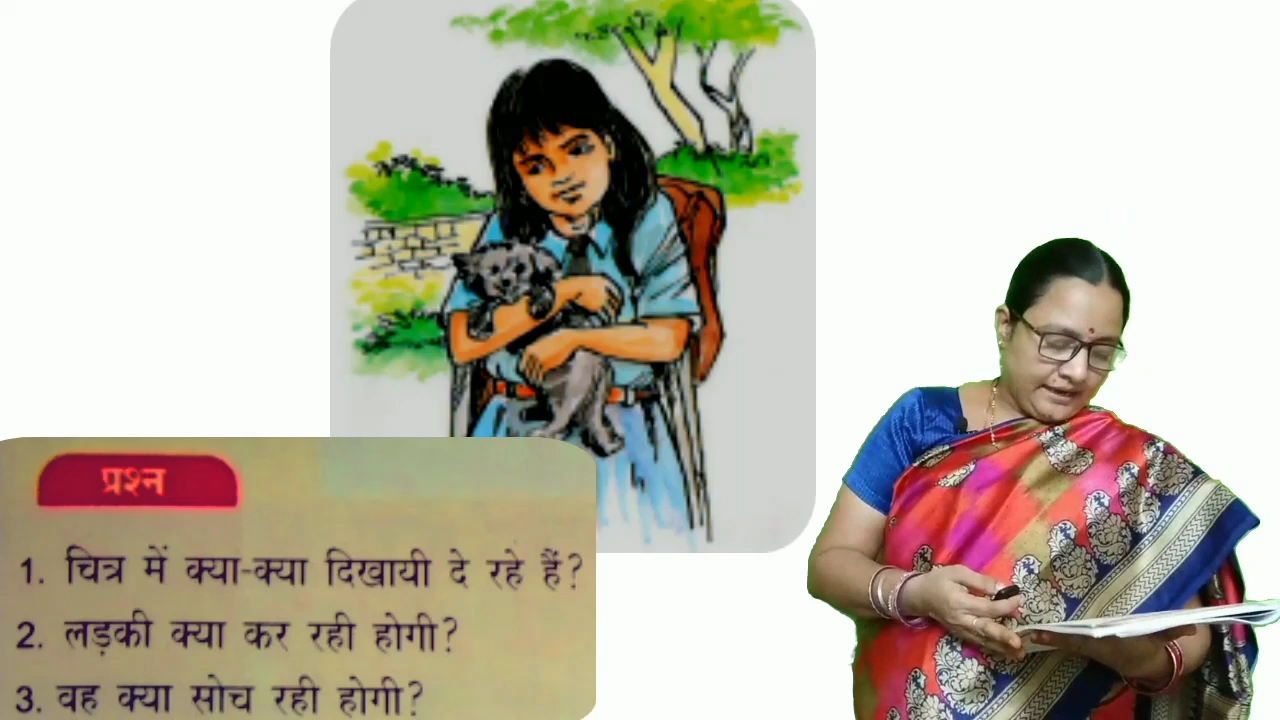 प्रश्न
1. चित्र में क्या-क्या दिखायी दे रहे हैं?
2. लड़की क्या कर रही होगी?
3. वह क्या सोच रही होगी?